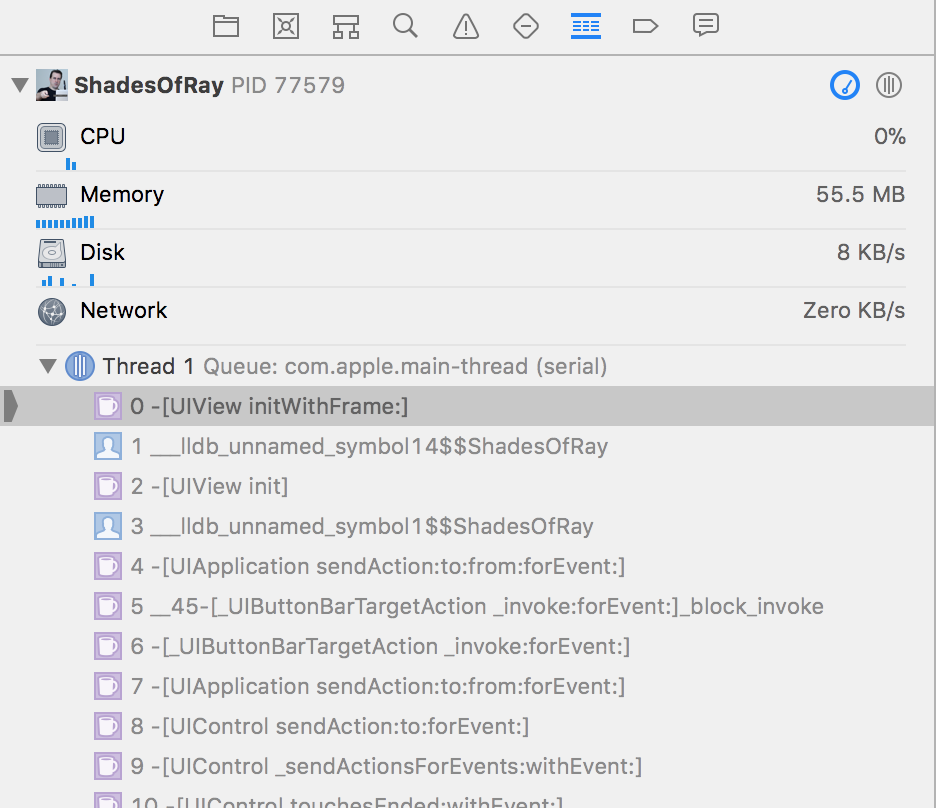 ShadesOfRay PID 77579
CPU 0%
Memory 55.5 MB
Disk 8 KB/s
Network Zero KB/s
Thread 1 Queue: com.apple.main-thread (serial)
0 -[UIView initWithFrame:]
1 ___lldb_unnamed_symbol14$$ShadesOfRay
2 -[UIView init]
3 ___lldb_unnamed_symbol1$$ShadesOfRay
4 -[UIApplication sendAction:to:from:forEvent:]
5 __45-[_UIButtonBarTargetAction _invoke:forEvent:]_block_invoke
6 -[_UIButtonBarTargetAction _invoke:forEvent:]
7 -[UIApplication sendAction:to:from:forEvent:]
8 -[UIControl sendAction:to:forEvent:]
9 -[UIControl _sendActionsForEvents:withEvent:]
10 -[UIControl touchesEnded:withEvent:]